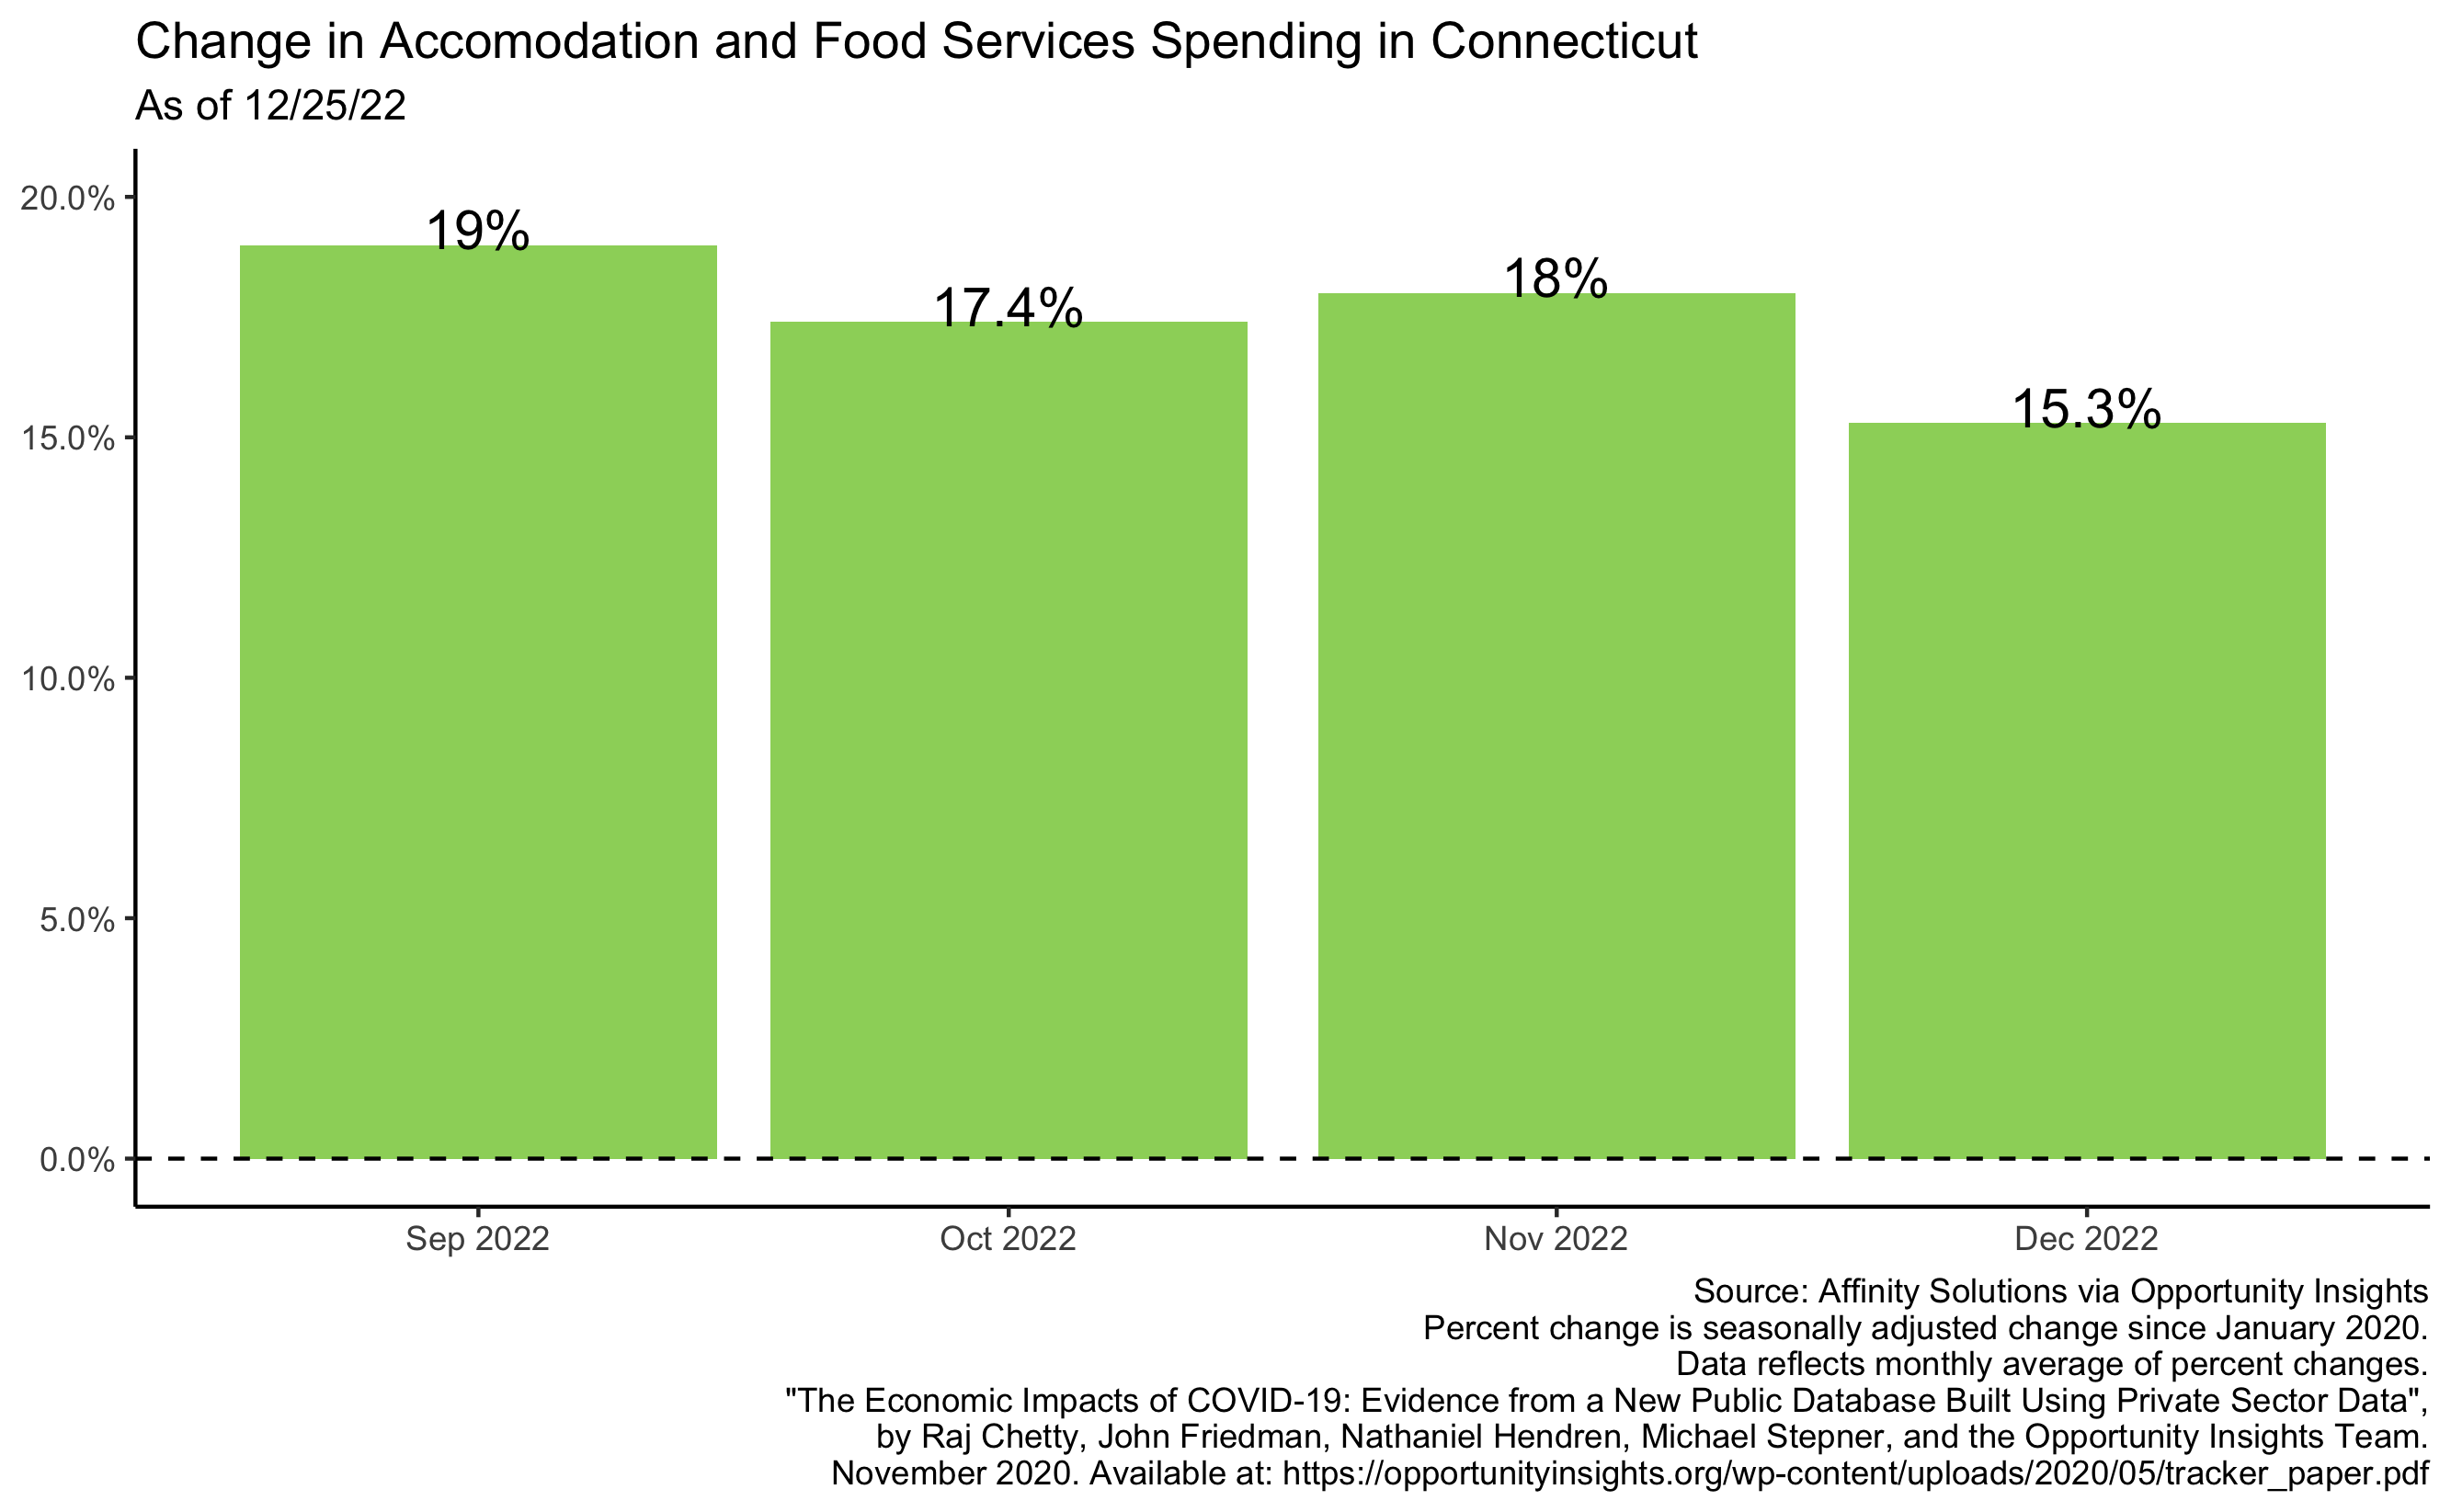 Change in Accomodation and Food Services Spending in Connecticut
As of 12/25/22
20.0%
15.0%
10.0%
5.0%
0.0%
19%
17.4%
18%
15.3%
Sep 2022
Oct 2022
Nov 2022
Dec 2022
Source: Affinity Solutions via Opportunity Insights
Percent change is seasonally adjusted change since January 2020.
Data reflects monthly average of percent changes.
"The Economic Impacts of COVID-19: Evidence from a New Public Database Built Using Private Sector Data",
by Raj Chetty, John Friedman, Nathaniel Hendren, Michael Stepner, and the Opportunity Insights Team.
November 2020. Available at: https://opportunityinsights.org/wp-content/uploads/2020/05/tracker_paper.pdf